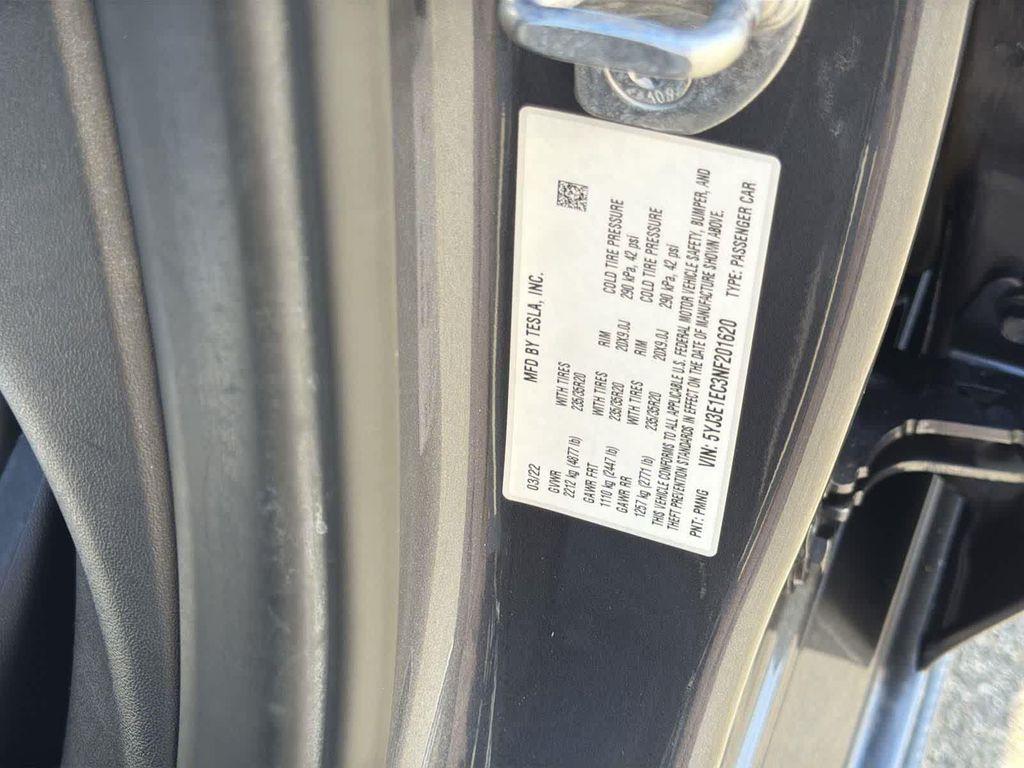 MFD BY TESLA, INC.
03/22
GVWR WITH TIRES RIM COLD TIRE PRESSURE
2212 kg (4877 lb) 235/35R20 20X9.0J 290 kPa, 42 psi
GAWR FRT WITH TIRES RIM COLD TIRE PRESSURE
1110 kg (2447 lb) 235/35R20 20X9.0J 290 kPa, 42 psi
GAWR RR WITH TIRES
1257 kg (2771 lb) 235/35R20
THIS VEHICLE CONFORMS TO ALL APPLICABLE U.S. FEDERAL MOTOR VEHICLE SAFETY, BUMPER, AND
THEFT PREVENTION STANDARDS IN EFFECT ON THE DATE OF MANUFACTURE SHOWN ABOVE.
PNT: PMNG VIN: 5YJ3E1EC3NF201620 TYPE: PASSENGER CAR